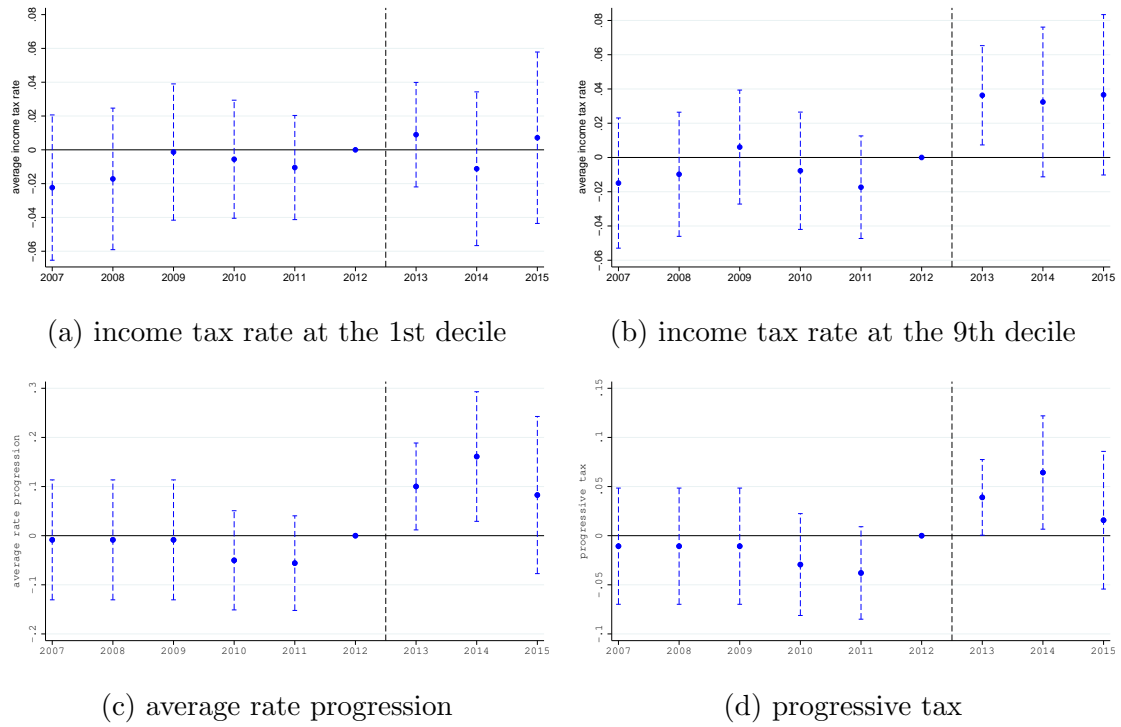 average income tax rate
.08
.06
.04
.02
0
-.02
-.04
-.06
2007 2008 2009 2010 2011 2012 2013 2014 2015
(a) income tax rate at the 1st decile
average income tax rate
.08
.06
.04
.02
0
-.02
-.04
-.06
2007 2008 2009 2010 2011 2012 2013 2014 2015
(b) income tax rate at the 9th decile
average rate progression
.3
.2
.1
0
-.1
-.2
2007 2008 2009 2010 2011 2012 2013 2014 2015
(c) average rate progression
progressive tax
.15
.1
.05
0
-.05
-.1
2007 2008 2009 2010 2011 2012 2013 2014 2015
(d) progressive tax